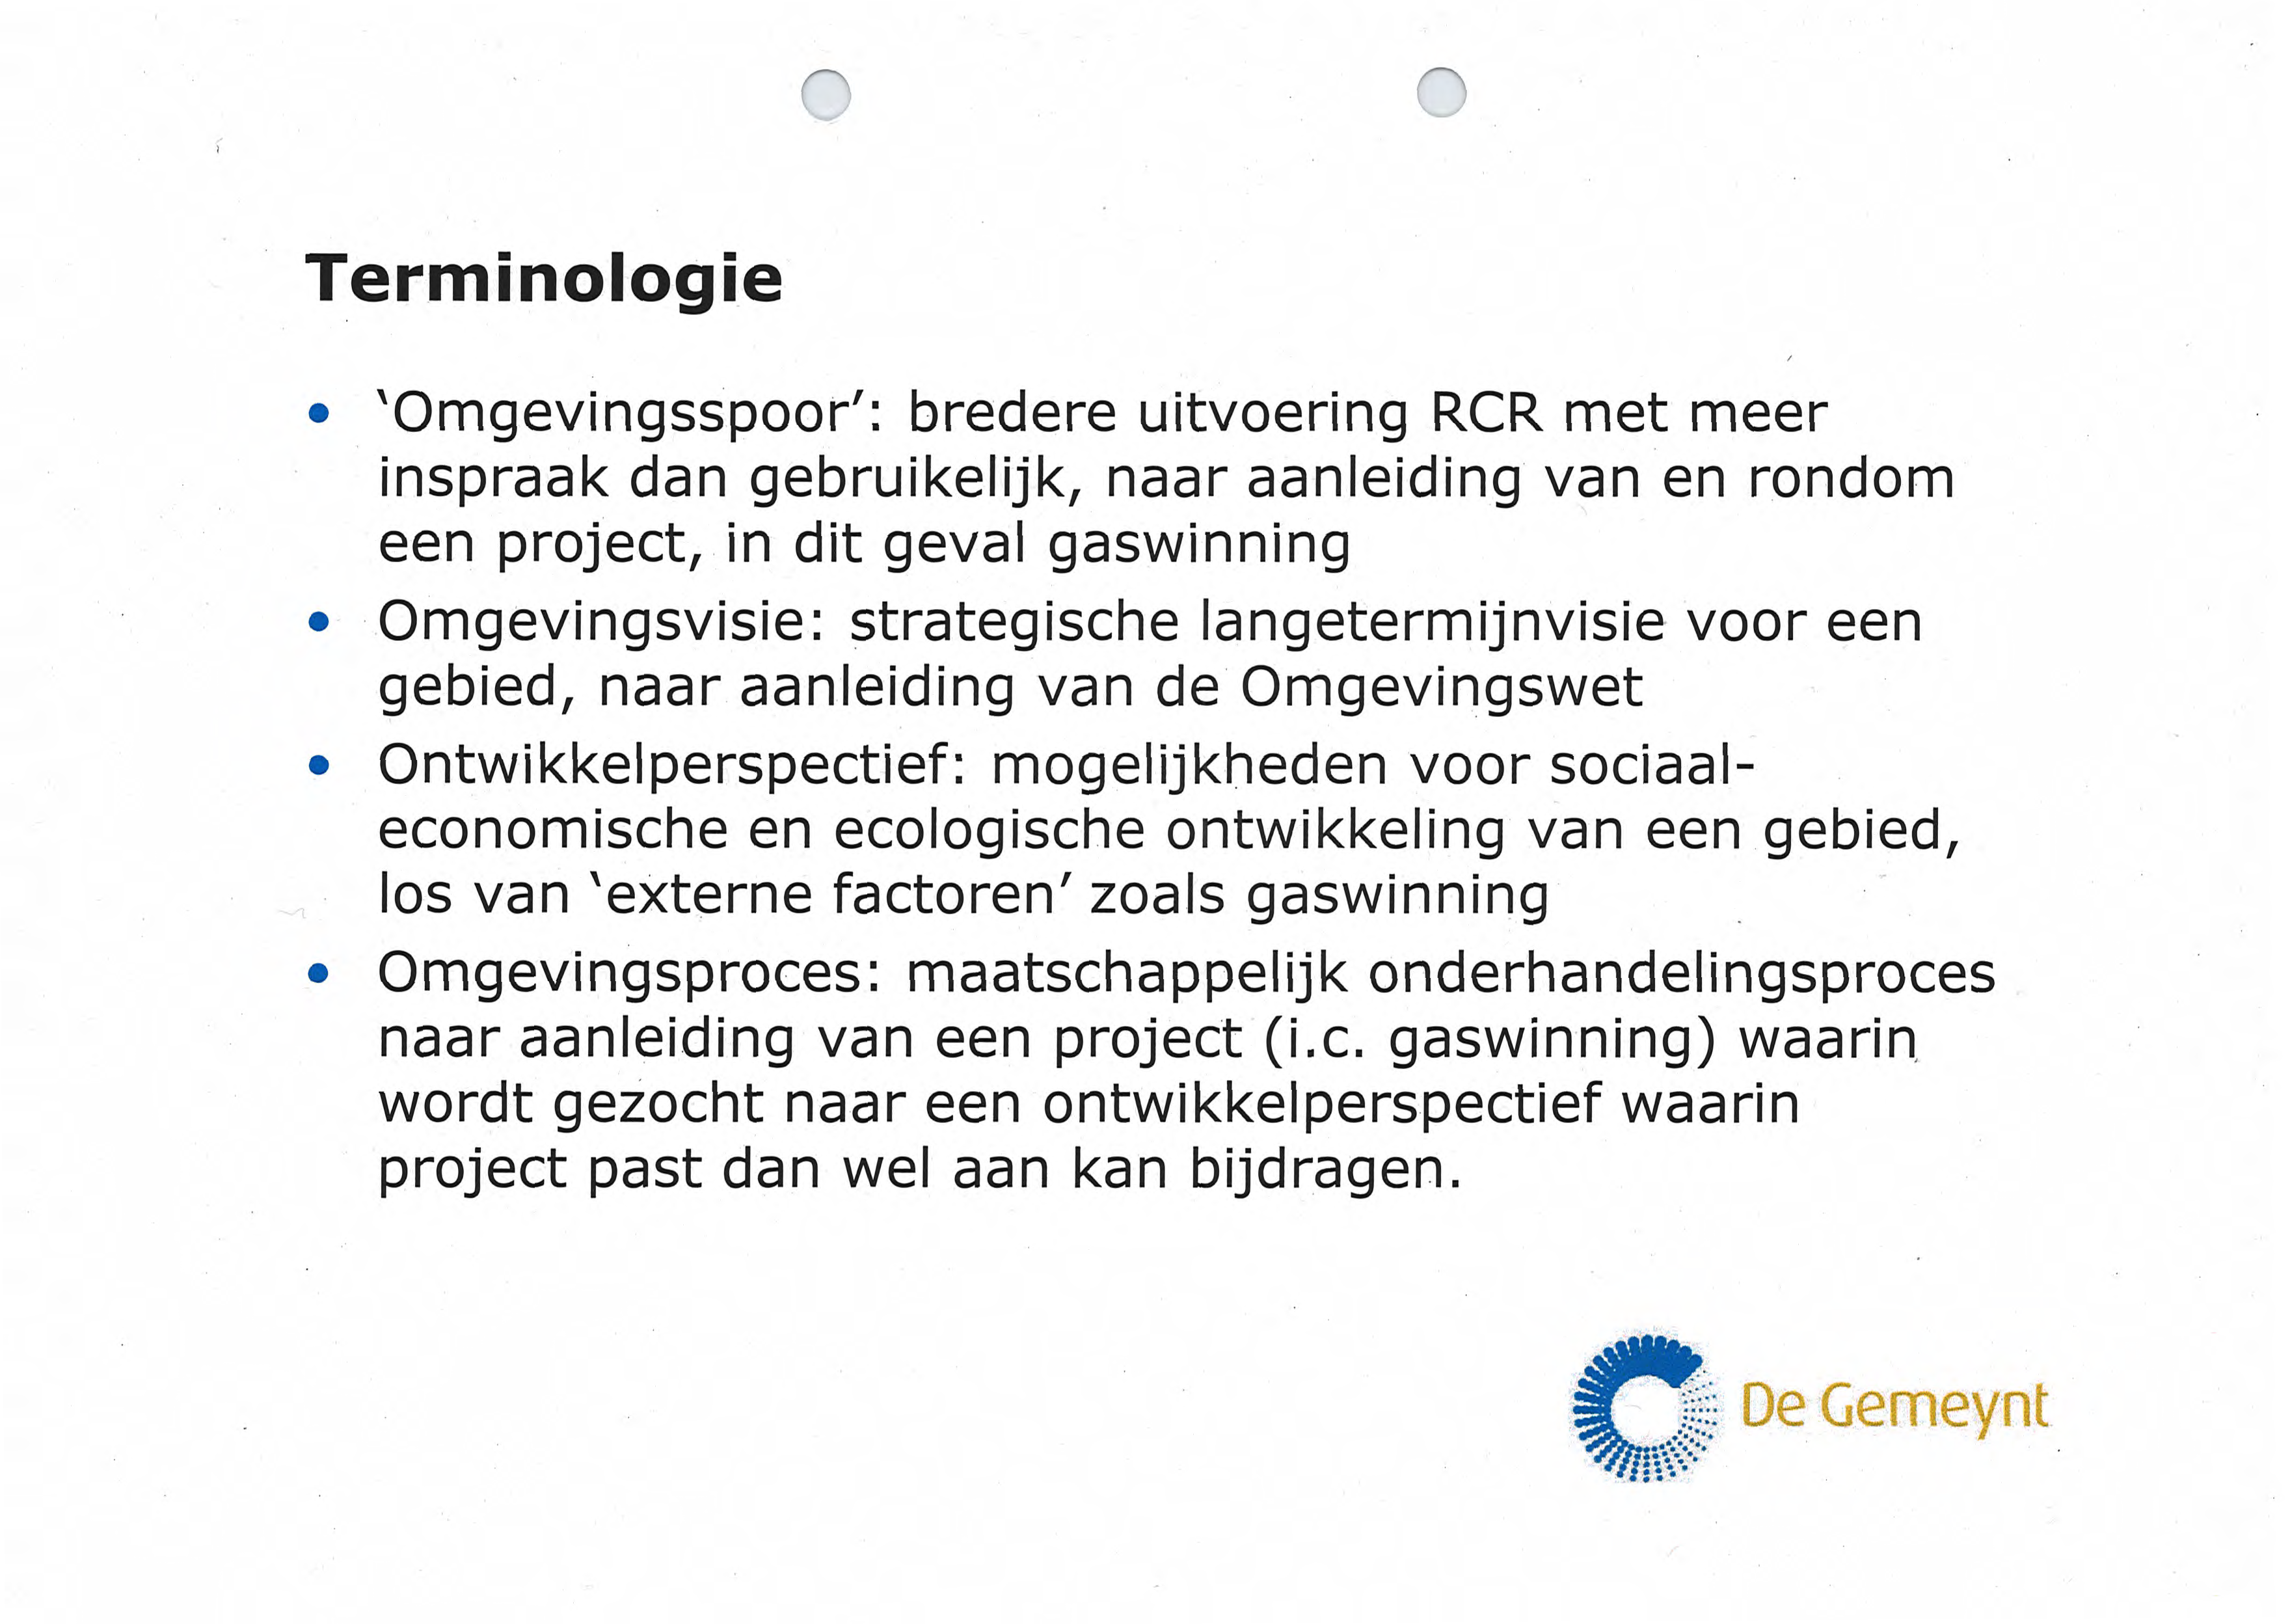 Terminologie
• ‘Omgevingsspoor’: bredere uitvoering RCR met meer
inspraak dan gebruikelijk, naar aanleiding van en rondom
een project, in dit geval gaswinning
• Omgevingsvisie: strategische langetermijnvisie voor een
gebied, naar aanleiding van de Omgevingswet
• Ontwikkelperspectief: mogelijkheden voor sociaal-
economische en ecologische ontwikkeling van een gebied,
los van ‘externe factoren’ zoals gaswinning
• Omgevingsproces: maatschappelijk onderhandelingsproces
naar aanleiding van een project (i.c. gaswinning) waarin
wordt gezocht naar een ontwikkelperspectief waarin
project past dan wel aan kan bijdragen.
De Gemeynt